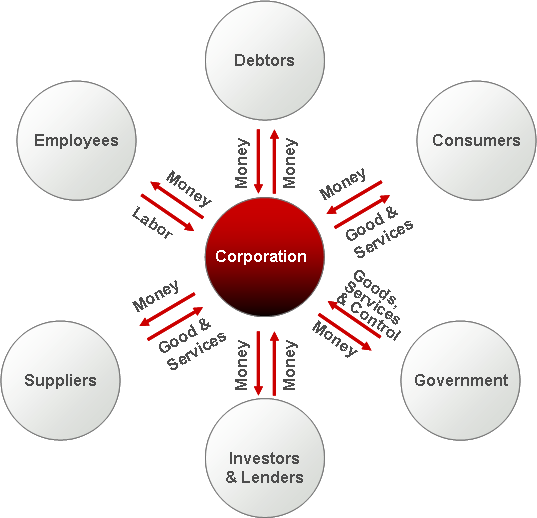 Debtors
Employees
Consumers
Money
Money
Money
Labor
Money
Good &
Services
Corporation
Money
Good &
Services
Goods,
Services
& Control
Money
Suppliers
Money
Money
Government
Investors
& Lenders